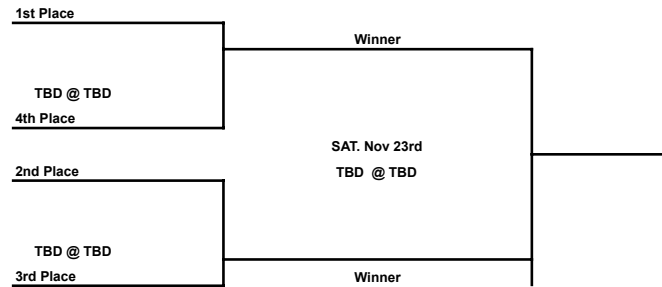 1st Place
Winner
TBD @ TBD
4th Place
SAT. Nov 23rd
TBD @ TBD
2nd Place
TBD @ TBD
3rd Place
Winner